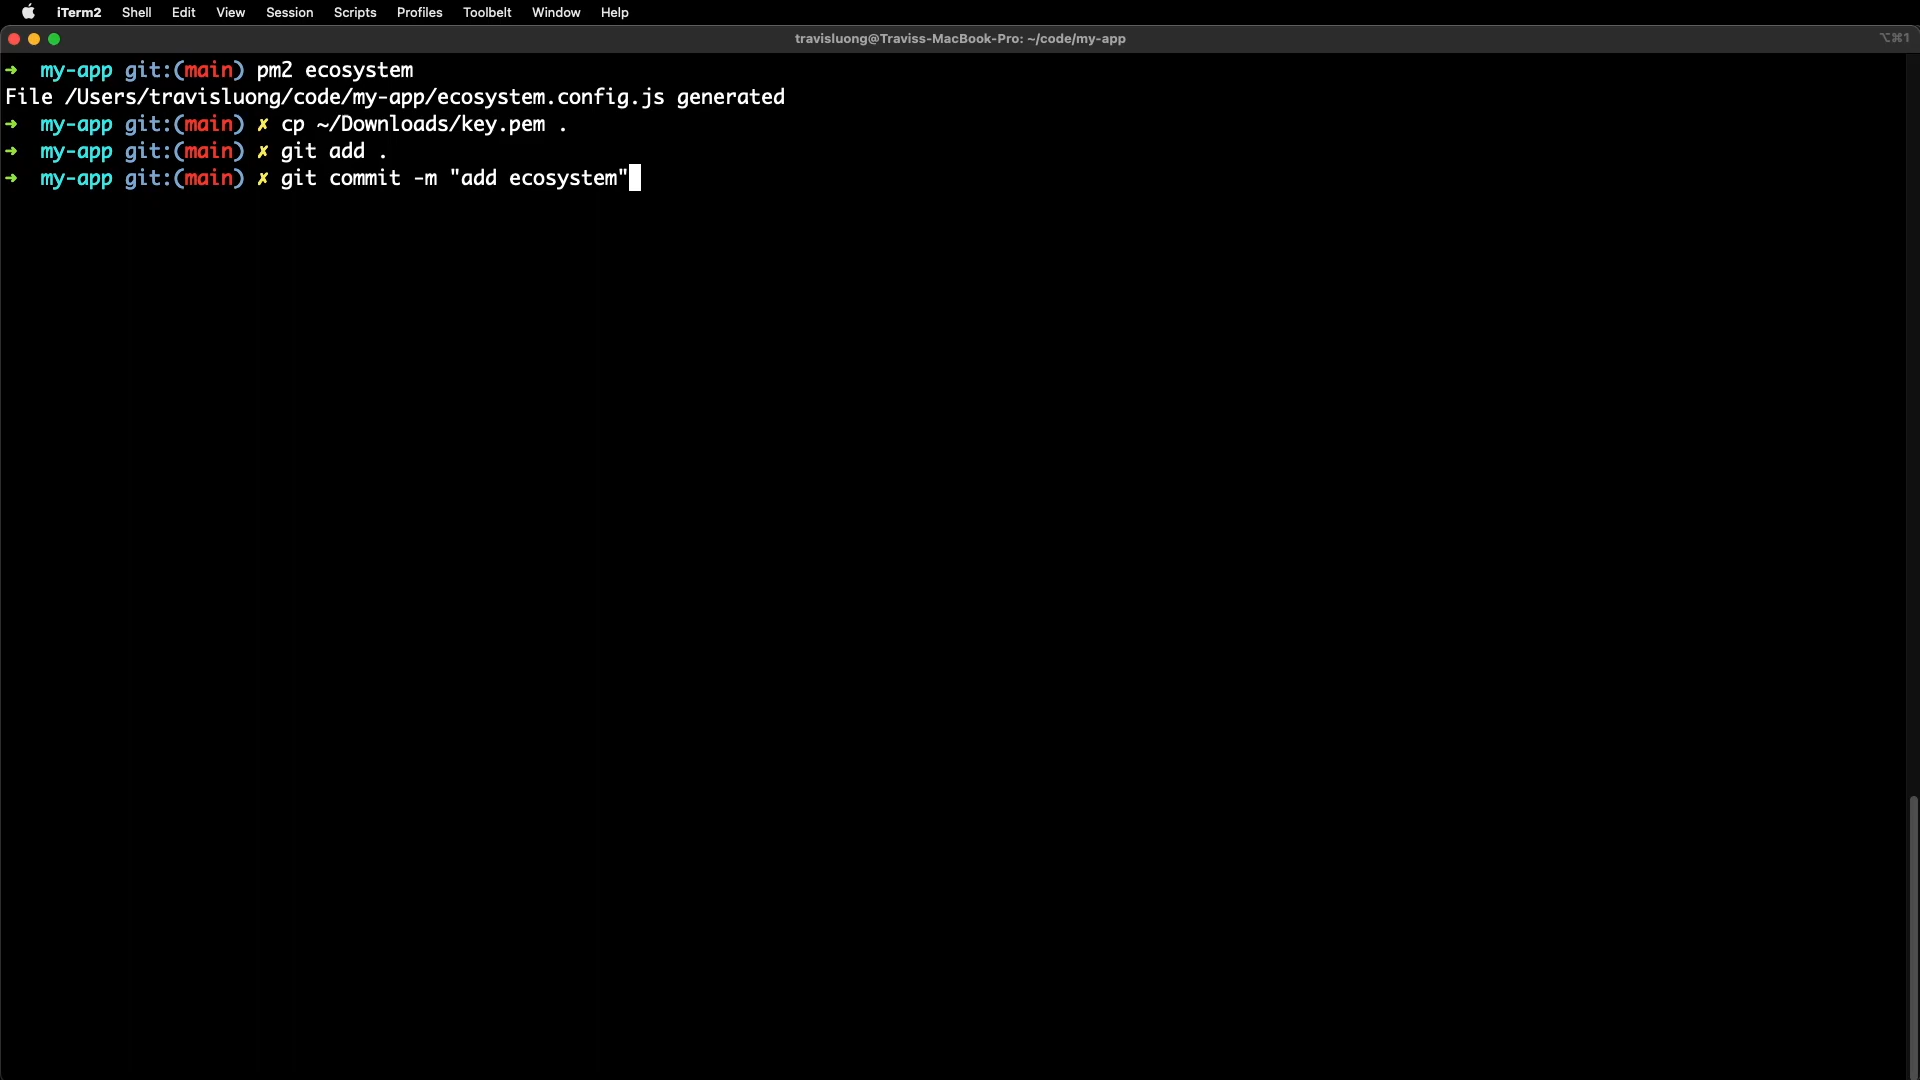 iTerm2 Shell Edit View Session Scripts Profiles Toolbelt Window Help
travisluong@Traviss-MacBook-Pro: ~/code/my-app ⌥⌘1
➜ my-app git:(main) pm2 ecosystem
File /Users/travisluong/code/my-app/ecosystem.config.js generated
➜ my-app git:(main) ✗ cp ~/Downloads/key.pem .
➜ my-app git:(main) ✗ git add .
➜ my-app git:(main) ✗ git commit -m "add ecosystem"